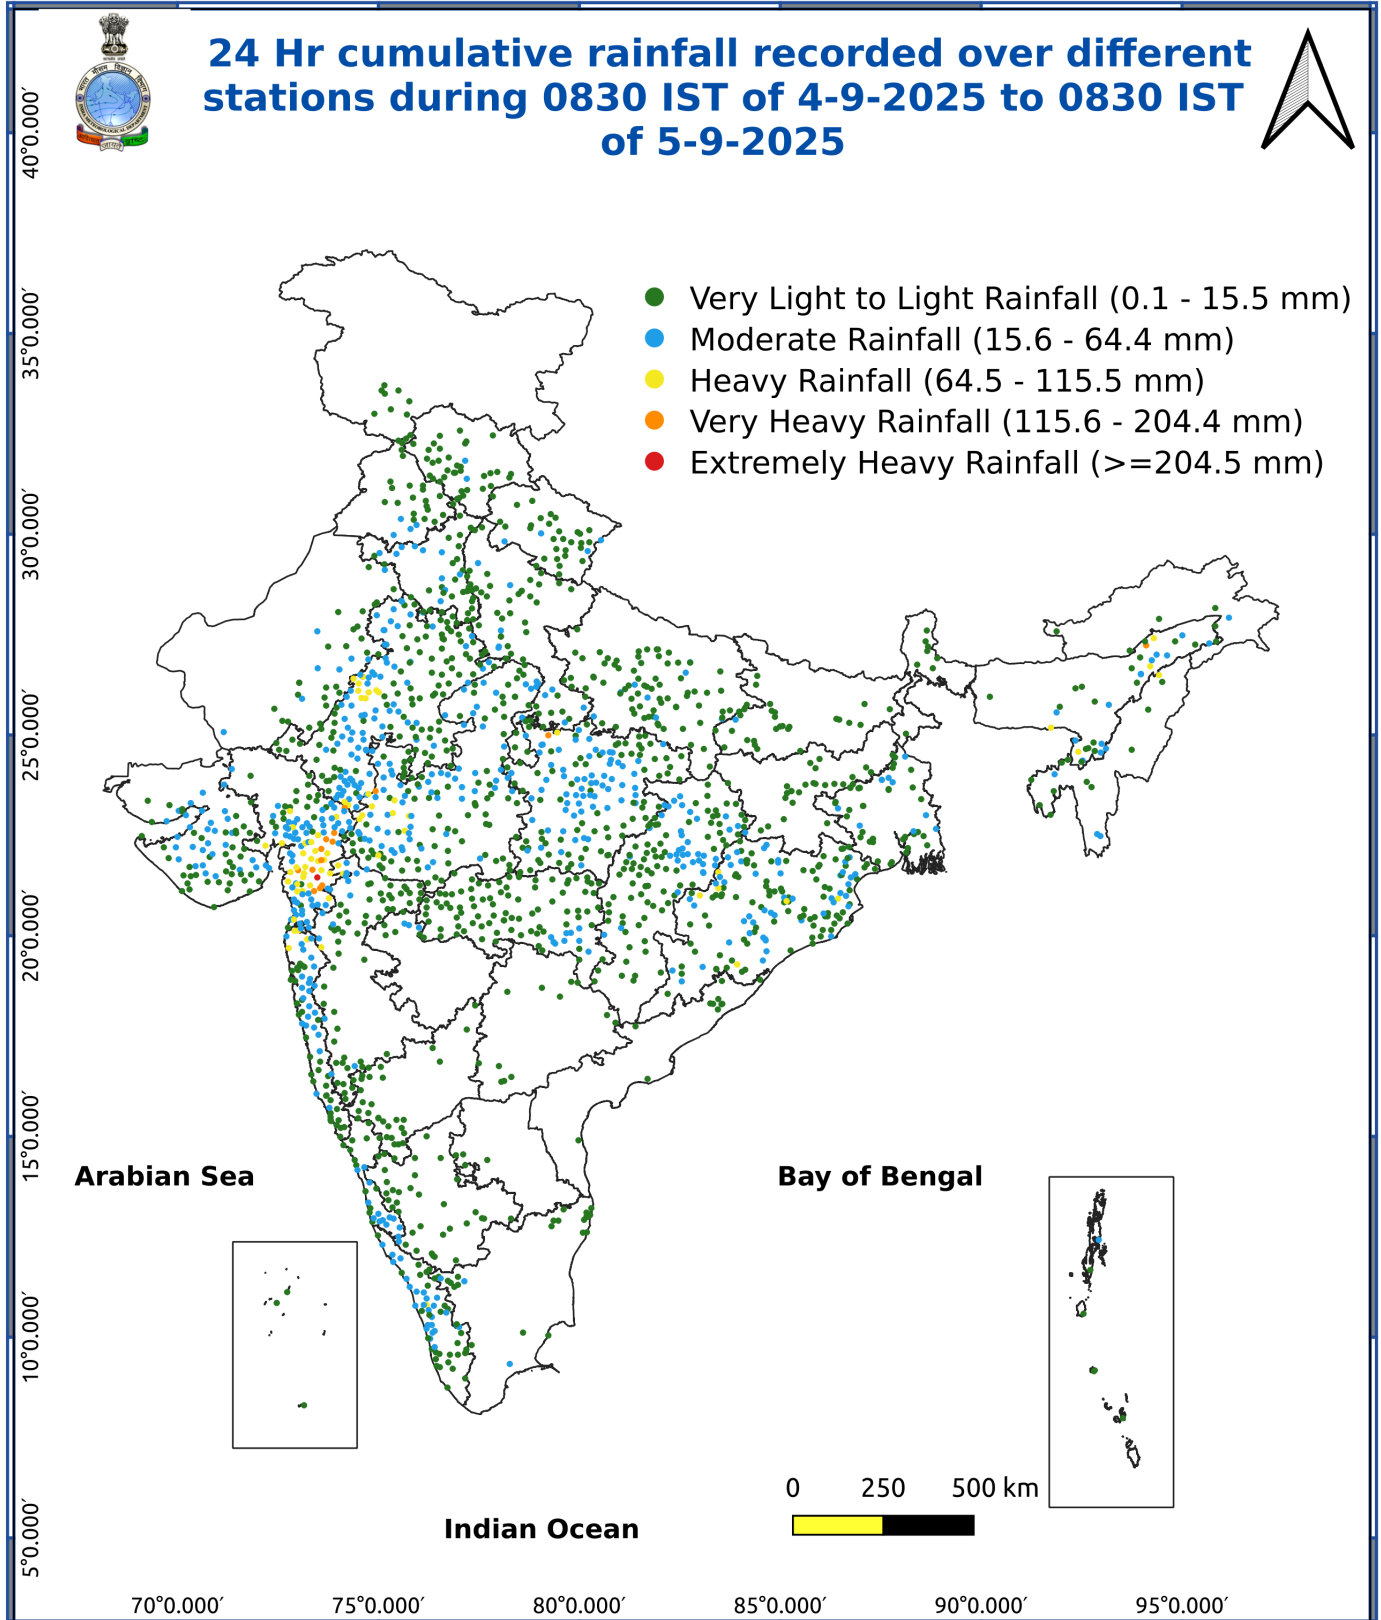 24 Hr cumulative rainfall recorded over different
stations during 0830 IST of 4-9-2025 to 0830 IST
of 5-9-2025
Very Light to Light Rainfall (0.1 - 15.5 mm)
Moderate Rainfall (15.6 - 64.4 mm)
Heavy Rainfall (64.5 - 115.5 mm)
Very Heavy Rainfall (115.6 - 204.4 mm)
Extremely Heavy Rainfall (>=204.5 mm)
40°0.000′
35°0.000′
30°0.000′
25°0.000′
20°0.000′
15°0.000′
10°0.000′
5°0.000′
Arabian Sea
Bay of Bengal
Indian Ocean
0 250 500 km
70°0.000′ 75°0.000′ 80°0.000′ 85°0.000′ 90°0.000′ 95°0.000′